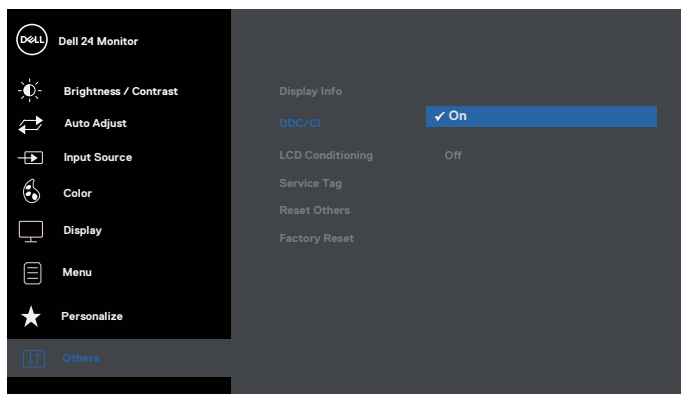 DELL
Dell 24 Monitor
Brightness / Contrast
Auto Adjust
Input Source
Color
Display
Menu
Personalize
Others
Display Info
DDC/CI
✓ On
LCD Conditioning
Off
Service Tag
Reset Others
Factory Reset